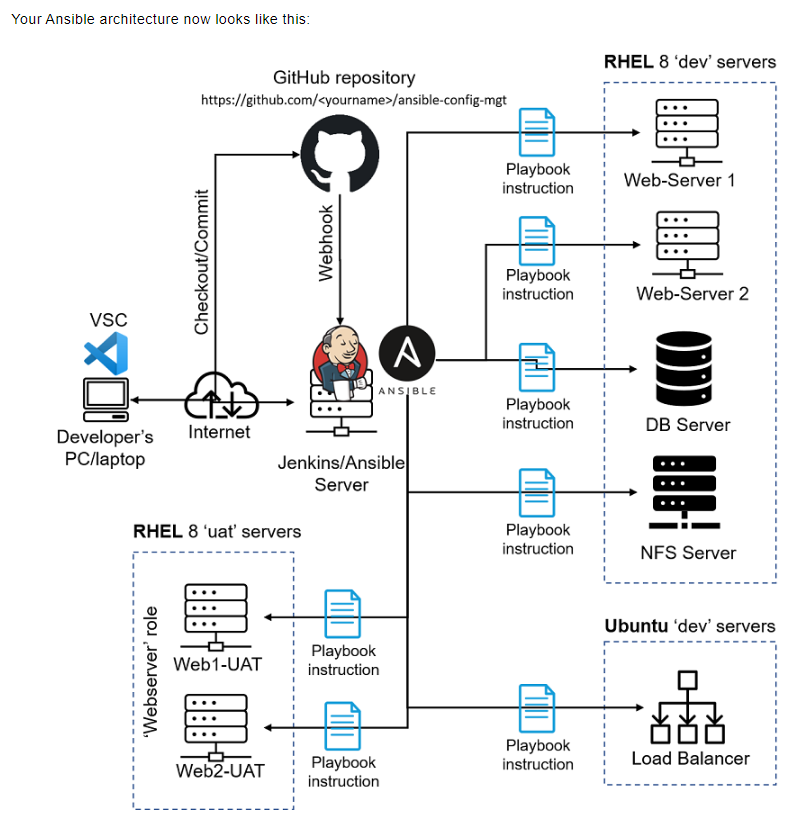 Your Ansible architecture now looks like this:
RHEL 8 ‘dev’ servers
GitHub repository
https://github.com/<yourname>/ansible-config-mgt
Playbook
instruction
Web-Server 1
Checkout/Commit
Webhook
Playbook
instruction
Web-Server 2
VSC
ANSIBLE
Internet
Developer’s
PC/laptop
Playbook
instruction
DB Server
Jenkins/Ansible
Server
Playbook
instruction
NFS Server
RHEL 8 ‘uat’ servers
‘Webserver’ role
Web1-UAT
Playbook
instruction
Web2-UAT
Playbook
instruction
Ubuntu ‘dev’ servers
Playbook
instruction
Load Balancer